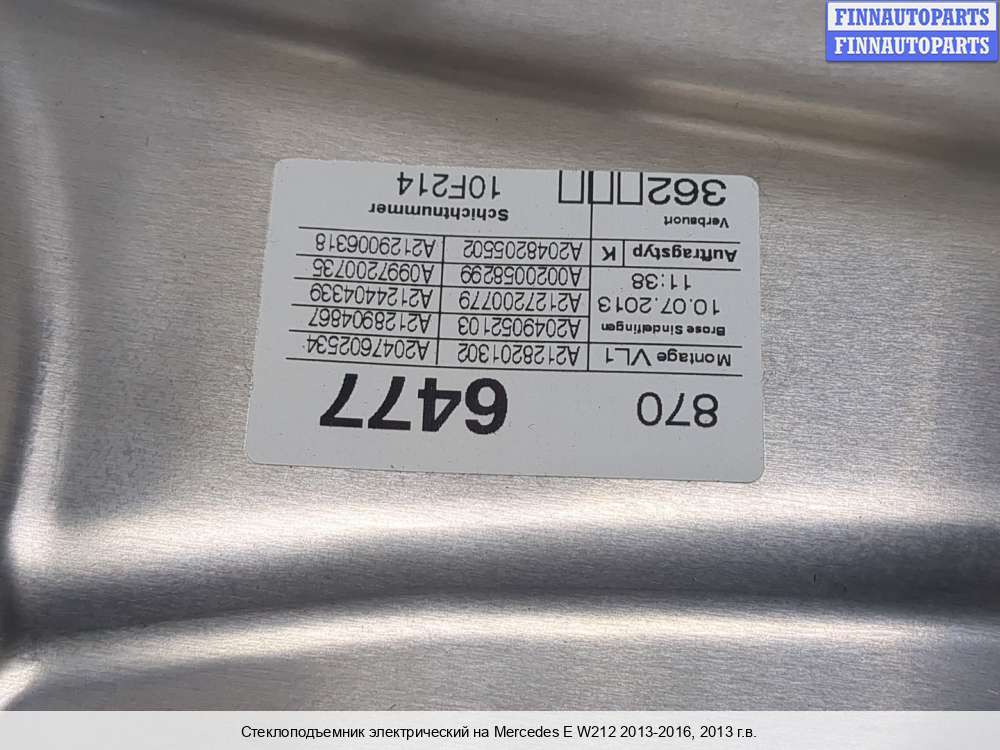 FINNAUTOPARTS
FINNAUTOPARTS
870 6477
Montage VL1 A2128201302 A2047602534
Brose Sindelfingen A2049052103 A2128904867
10.07.2013 A2127200779 A2124404339
11:38 A0020058299 A0997200735
Auftragstyp K A2048205502 A2129006318
Verbauort Schichtnummer
362 10F214
Стеклоподъемник электрический на Mercedes E W212 2013-2016, 2013 г.в.